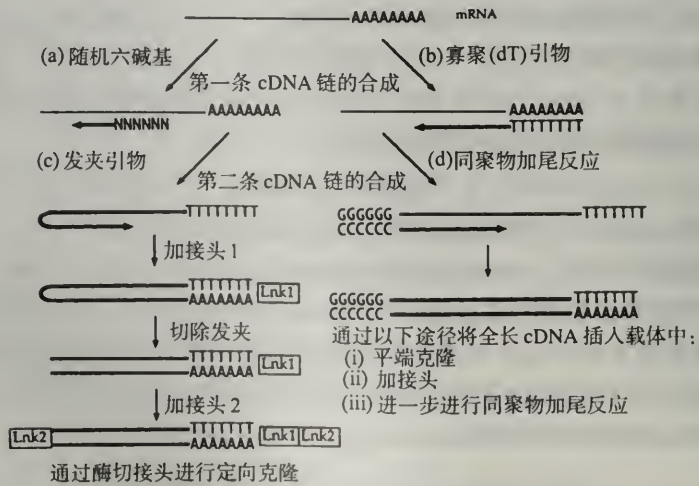 AAAAAAAA mRNA
(a)随机六碱基
(b)寡聚(dT)引物
第一条 cDNA 链的合成
AAAAAAAA
NNNNNN
AAAAAAAA
TTTTTTTT
(c)发夹引物
(d)同聚物加尾反应
第二条 cDNA 链的合成
TTTTTTTT
GGGGGG
CCCCCC
TTTTTTT
加接头1
TTTTTTT
AAAAAAA
Lnk1
GGGGGG
CCCCCC
TTTTTTT
AAAAAAA
切除发夹
TTTTTTT
AAAAAAA
Lnk1
通过以下途径将全长 cDNA 插入载体中:
(i) 平端克隆
(ii) 加接头
(iii) 进一步进行同聚物加尾反应
加接头2
Lnk2
TTTTTTT
AAAAAAA
Lnk1 Lnk2
通过酶切接头进行定向克隆